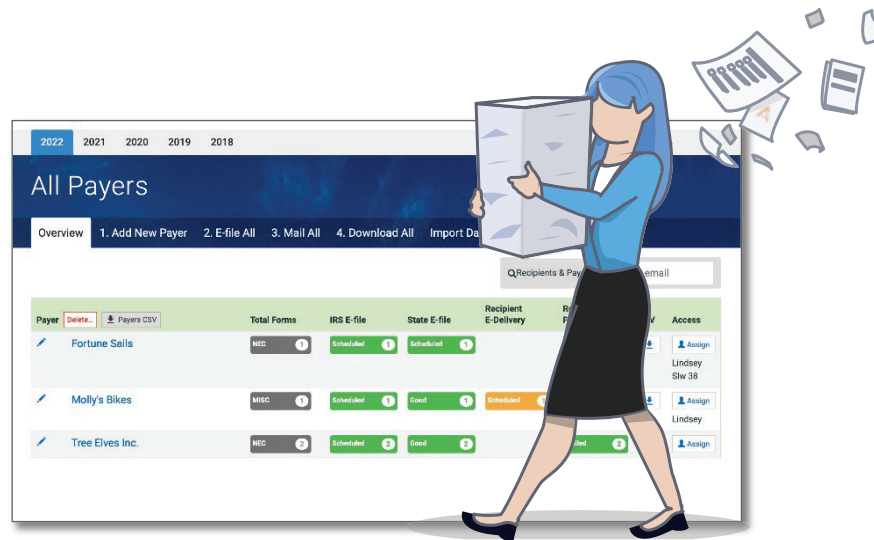 2022 2021 2020 2019 2018
All Payers
Overview 1. Add New Payer 2. E-file All 3. Mail All 4. Download All Import
Recipients &
email
Payer Delete... Payers CSV Total Forms IRS E-file State E-file Recipient E-Delivery Access
Fortune Sails NEC 1 Scheduled 1 Scheduled 1 Assign
Lindsey
Slw 38
Molly's Bikes MISC 1 Scheduled 1 Good 1 Scheduled Assign
Lindsey
Tree Elves Inc. NEC 2 Scheduled 2 Good 2 2 Assign